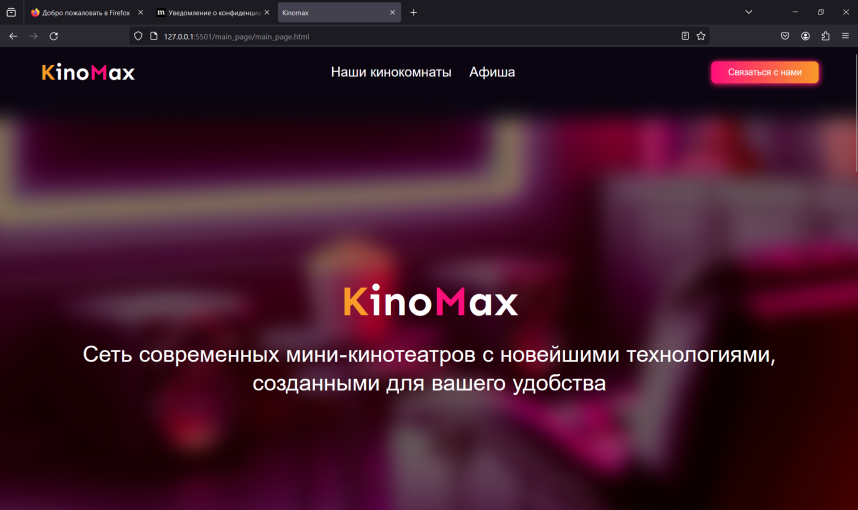 Добро пожаловать в Firefox
m Уведомление о конфиденци
Kinomax
127.0.0.1:5501/main_page/main_page.html
KinoMax
Наши кинокомнаты
Афиша
Связаться с нами
KinoMax
Сеть современных мини-кинотеатров с новейшими технологиями,
созданными для вашего удобства